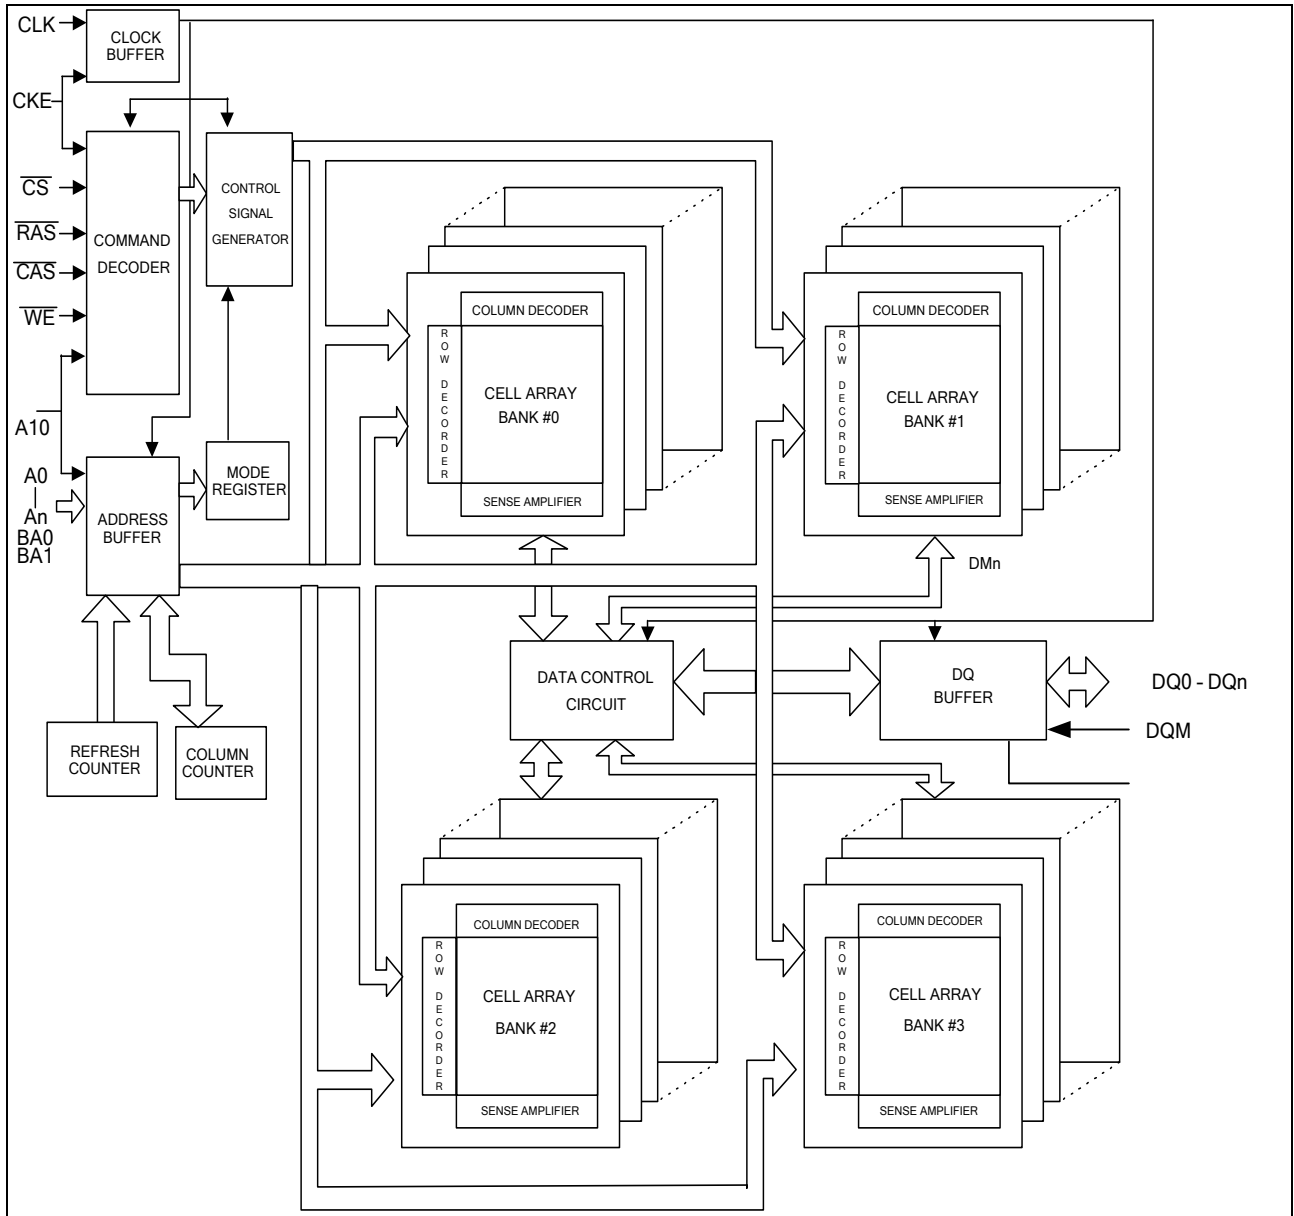 CLK
CLOCK
BUFFER
CKE
CS
RAS
CAS
WE
COMMAND
DECODER
CONTROL
SIGNAL
GENERATOR
A10
A0
An
BA0
BA1
ADDRESS
BUFFER
MODE
REGISTER
REFRESH
COUNTER
COLUMN
COUNTER
COLUMN DECODER
ROW DECORDER
CELL ARRAY
BANK #0
SENSE AMPLIFIER
COLUMN DECODER
ROW DECORDER
CELL ARRAY
BANK #1
SENSE AMPLIFIER
DMn
DATA CONTROL
CIRCUIT
DQ
BUFFER
DQ0 - DQn
DQM
COLUMN DECODER
ROW DECORDER
CELL ARRAY
BANK #2
SENSE AMPLIFIER
COLUMN DECODER
ROW DECORDER
CELL ARRAY
BANK #3
SENSE AMPLIFIER